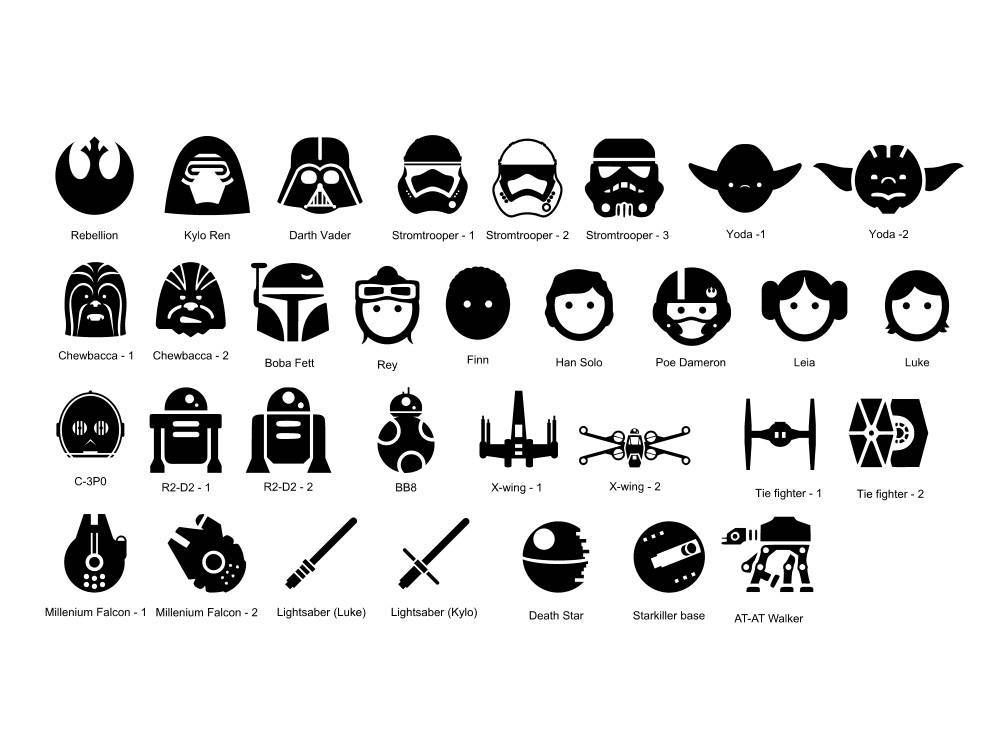 Rebellion
Kylo Ren
Darth Vader
Stromtrooper - 1
Stromtrooper - 2
Stromtrooper - 3
Yoda -1
Yoda -2
Chewbacca - 1
Chewbacca - 2
Boba Fett
Rey
Finn
Han Solo
Poe Dameron
Leia
Luke
C-3P0
R2-D2 - 1
R2-D2 - 2
BB8
X-wing - 1
X-wing - 2
Tie fighter - 1
Tie fighter - 2
Millenium Falcon - 1
Millenium Falcon - 2
Lightsaber (Luke)
Lightsaber (Kylo)
Death Star
Starkiller base
AT-AT Walker